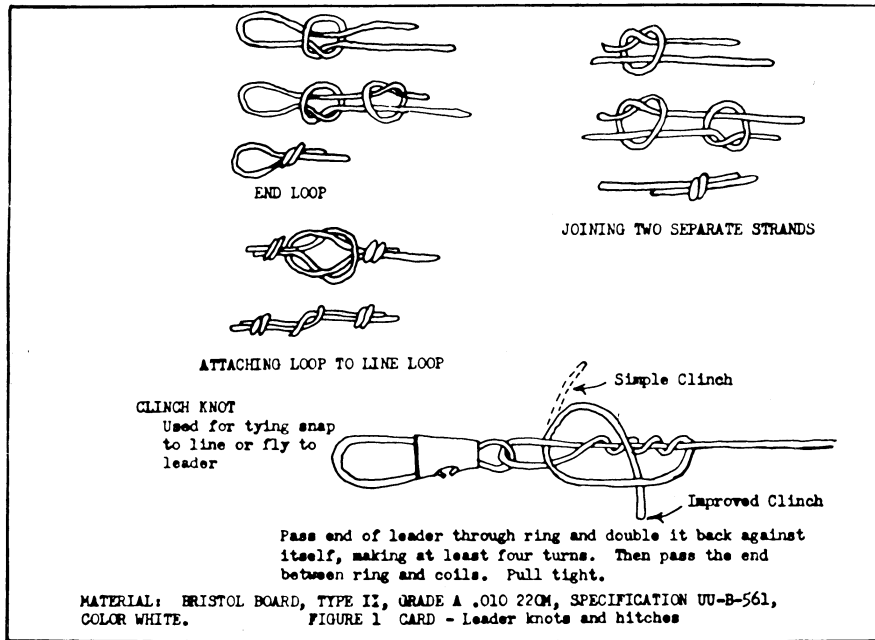 END LOOP
JOINING TWO SEPARATE STRANDS
ATTACHING LOOP TO LINE LOOP
Simple Clinch
CLINCH KNOT
Used for tying snap
to line or fly to
leader
Improved Clinch
Pass end of leader through ring and double it back against
itself, making at least four turns. Then pass the end
between ring and coils. Pull tight.
MATERIAL: BRISTOL BOARD, TYPE II, GRADE A .010 22OM, SPECIFICATION UU-B-561,
COLOR WHITE. FIGURE 1 CARD - Leader knots and hitches